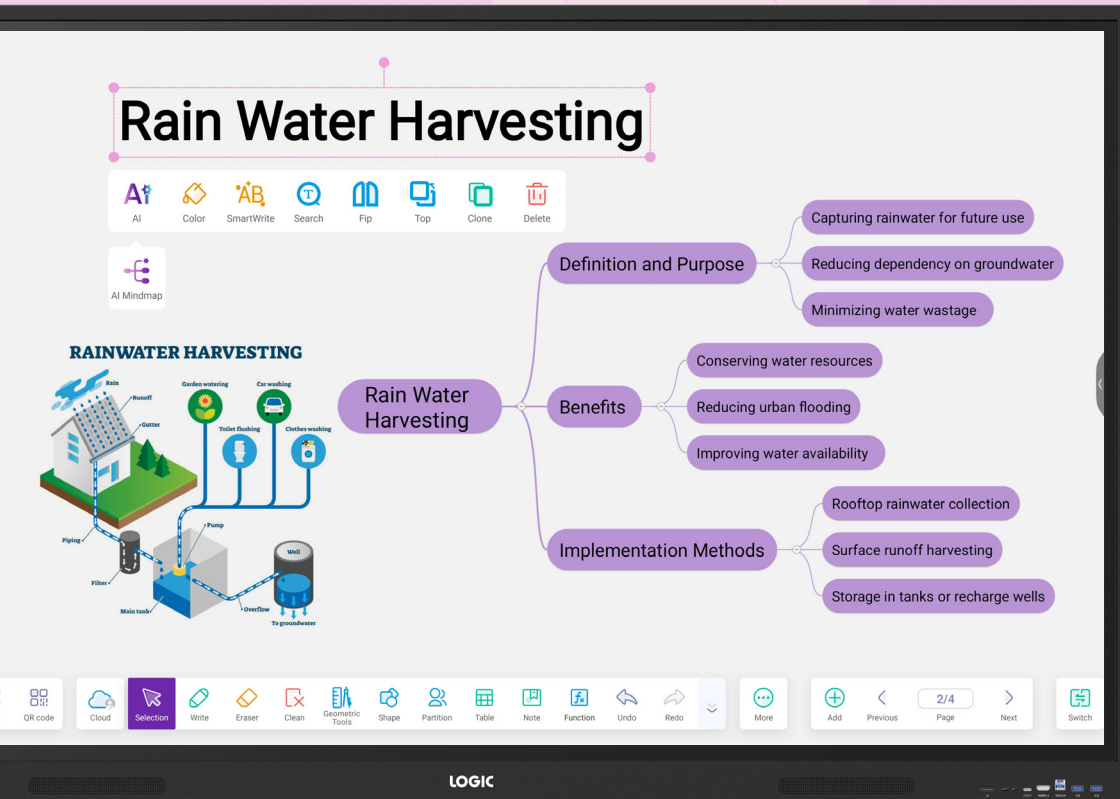 Rain Water Harvesting
AI
Color
SmartWrite
Search
Fip
Top
Clone
Delete
AI Mindmap
Rain Water
Harvesting
Definition and Purpose
Capturing rainwater for future use
Reducing dependency on groundwater
Minimizing water wastage
Benefits
Conserving water resources
Reducing urban flooding
Improving water availability
Implementation Methods
Rooftop rainwater collection
Surface runoff harvesting
Storage in tanks or recharge wells
RAINWATER HARVESTING
Rain
Runoff
Gutter
Garden watering
Car washing
Toilet flushing
Clothes washing
Piping
Filter
Pump
Main tank
Well
Overflow
To groundwater
QR code
Cloud
Selection
Write
Eraser
Clean
Geometric
Tools
Shape
Partition
Table
Note
Function
Undo
Redo
More
Add
Previous
2/4
Page
Next
Switch
LOGIC